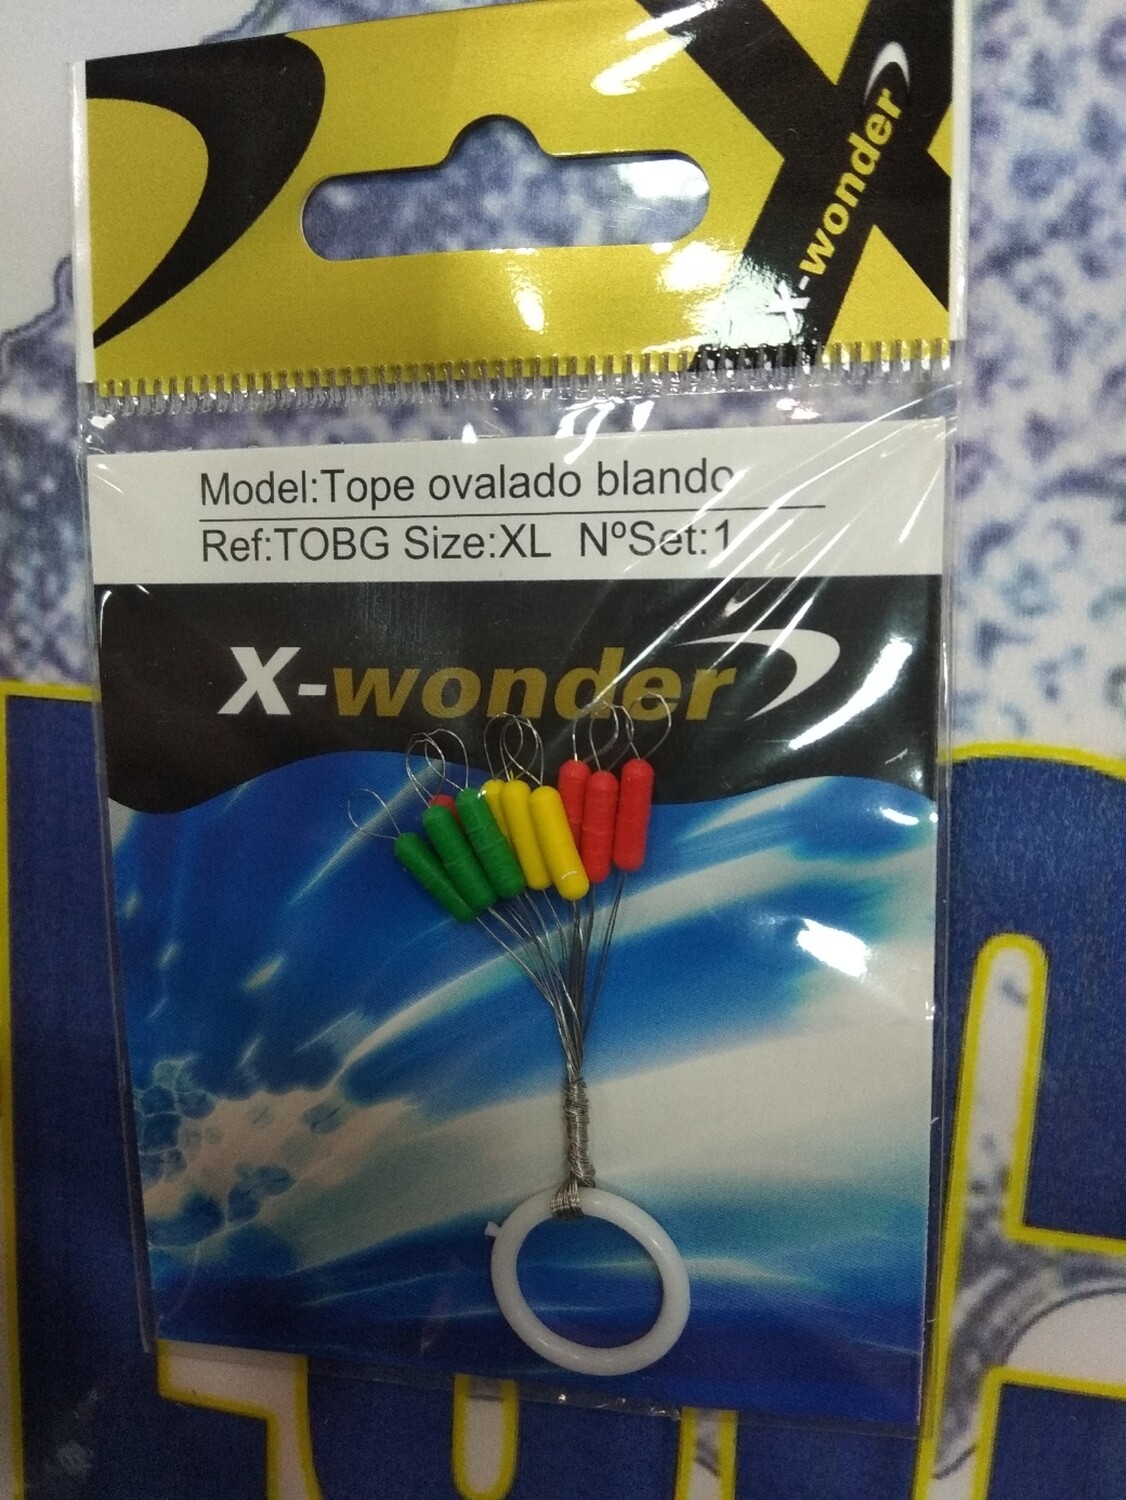 x-wonder
Model:Tope ovalado blando
Ref:TOBG Size:XL NºSet:1
X-wonder